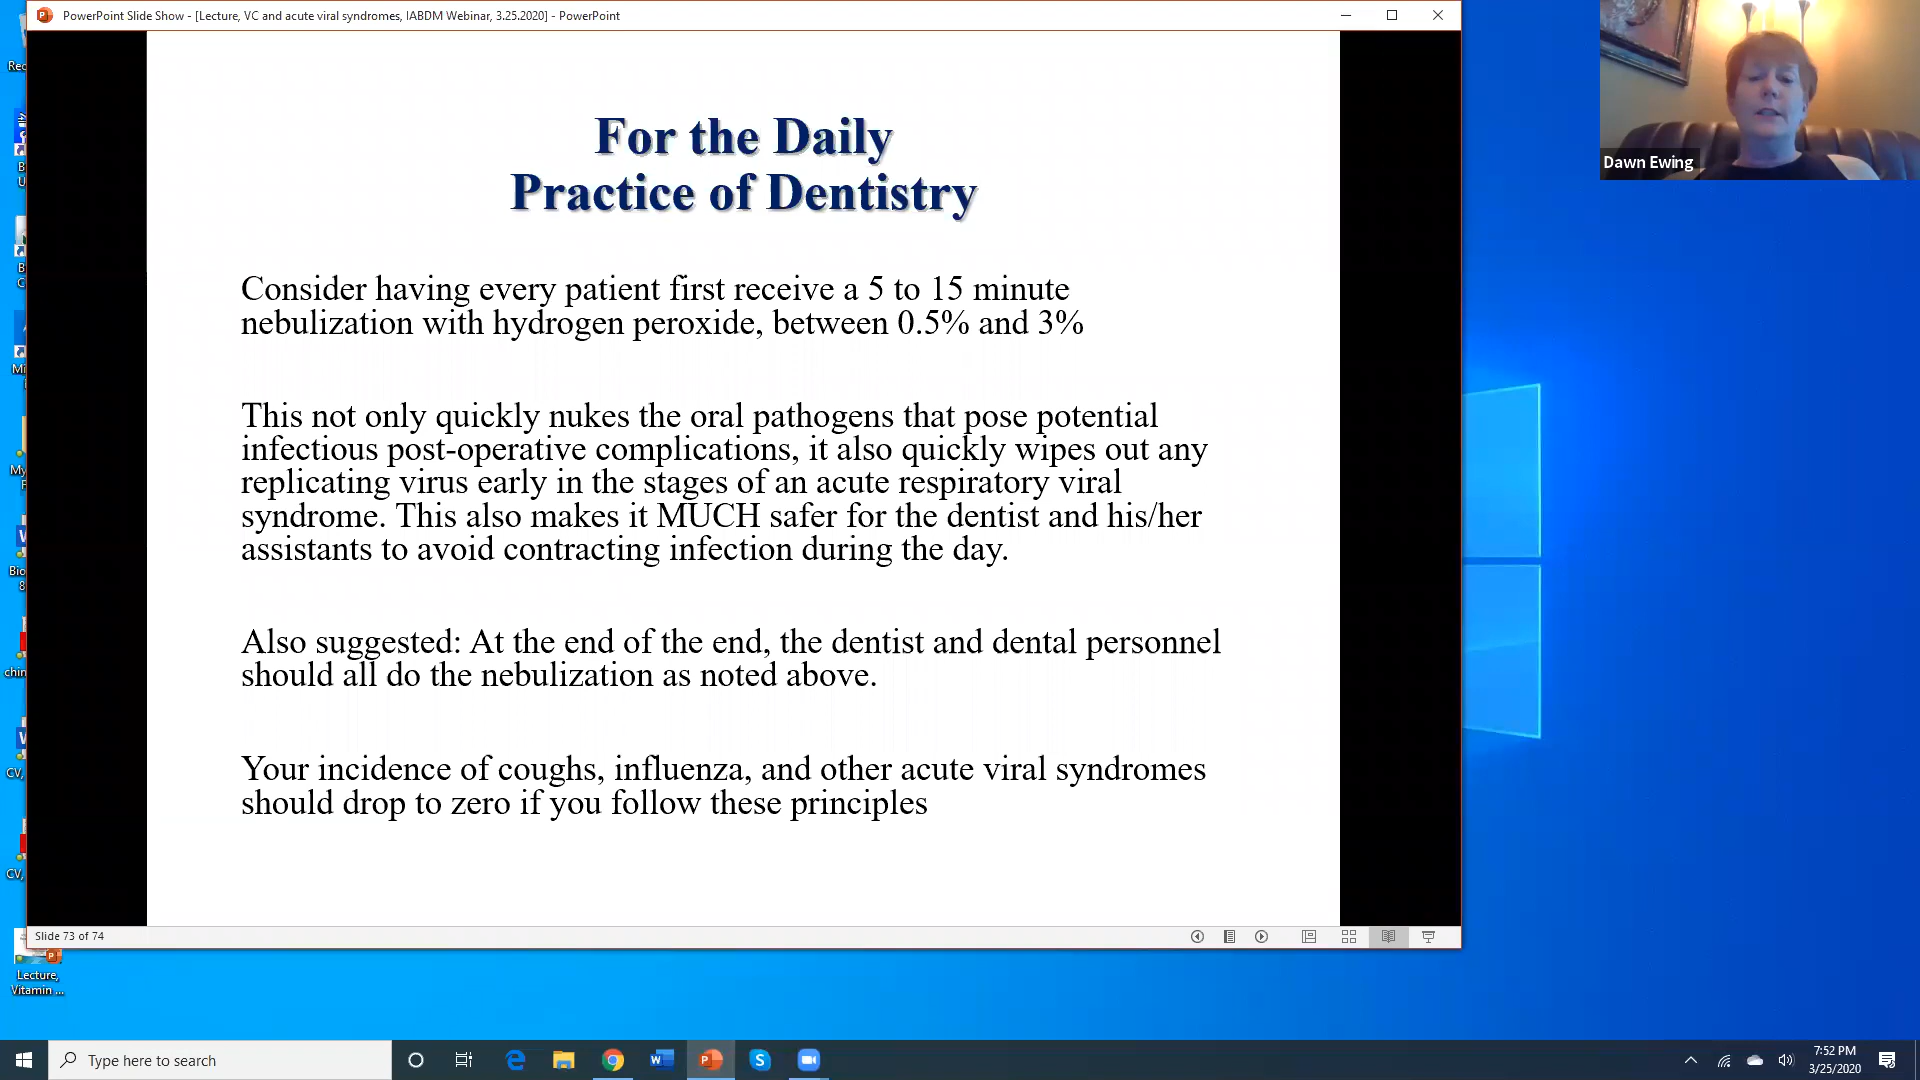 PowerPoint Slide Show - [Lecture, VC and acute viral syndromes, IABDM Webinar, 3.25.2020] - PowerPoint
Dawn Ewing
For the Daily
Practice of Dentistry
Consider having every patient first receive a 5 to 15 minute
nebulization with hydrogen peroxide, between 0.5% and 3%
This not only quickly nukes the oral pathogens that pose potential
infectious post-operative complications, it also quickly wipes out any
replicating virus early in the stages of an acute respiratory viral
syndrome. This also makes it MUCH safer for the dentist and his/her
assistants to avoid contracting infection during the day.
Also suggested: At the end of the end, the dentist and dental personnel
should all do the nebulization as noted above.
Your incidence of coughs, influenza, and other acute viral syndromes
should drop to zero if you follow these principles
Slide 73 of 74
Lecture,
Vitamin ...
Type here to search
7:52 PM
3/25/2020